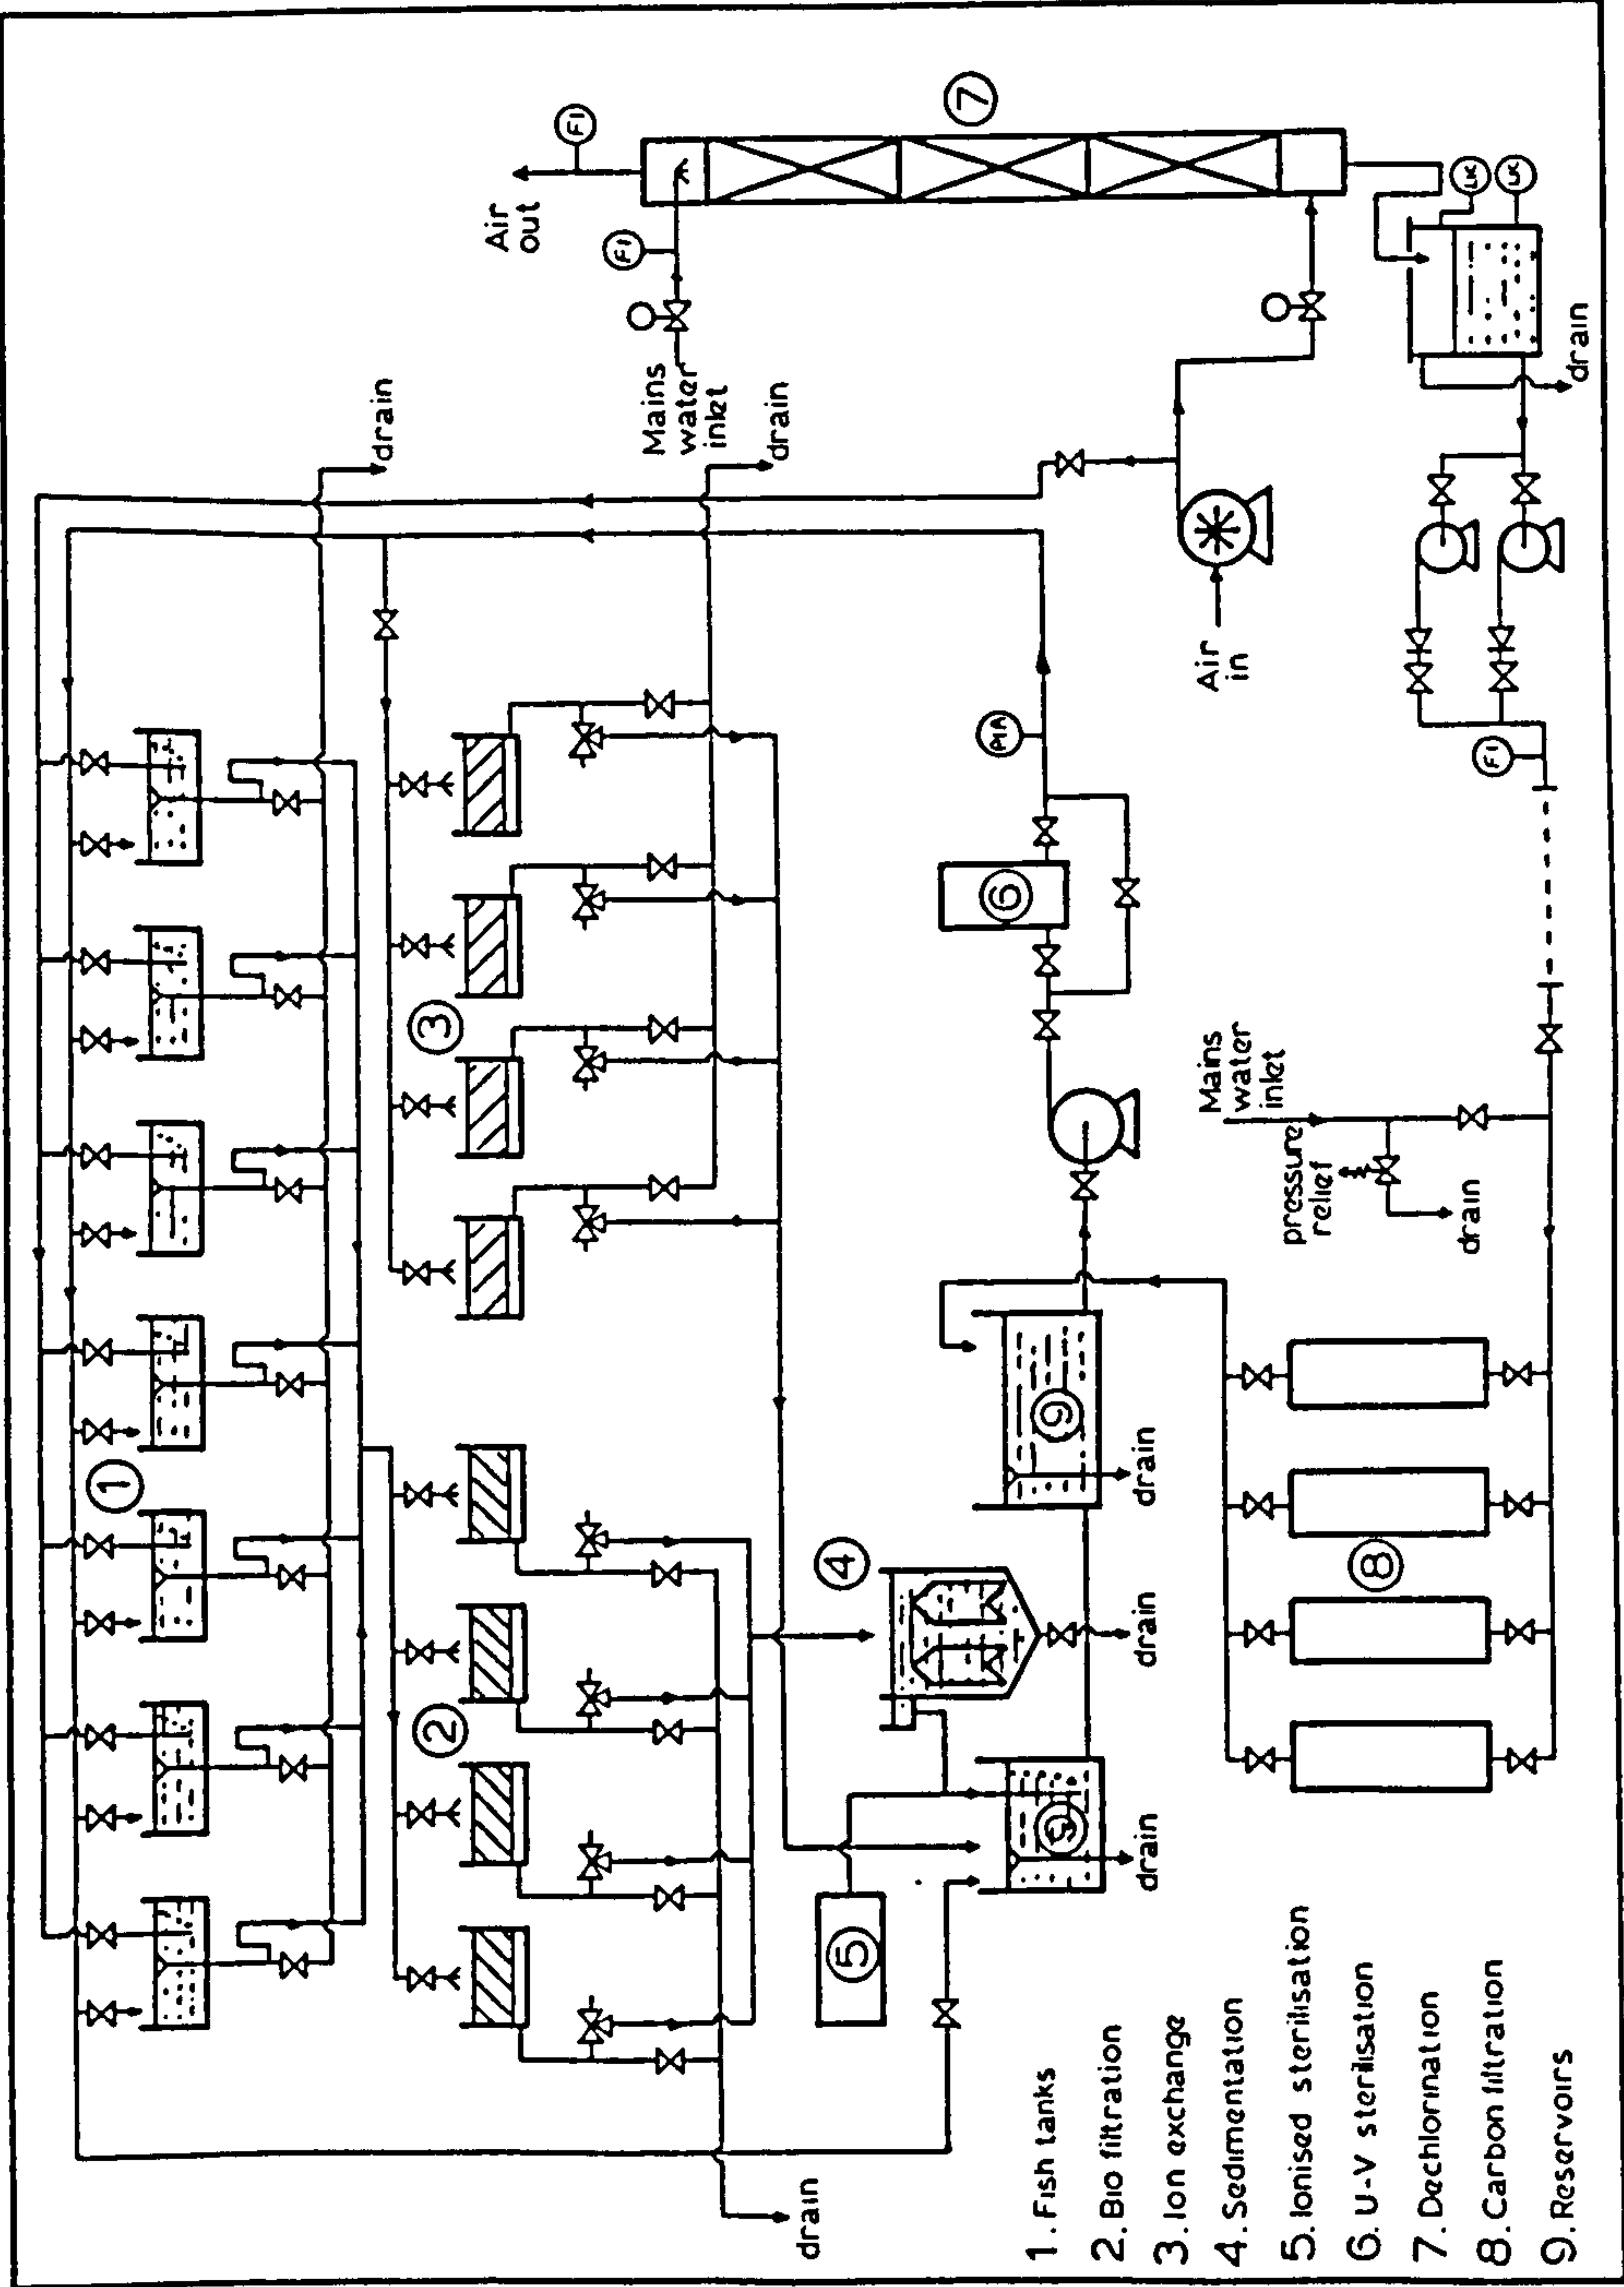 1
2
3
4
5
6
7
8
9
9
Air
out
FI
FI
Mains
water
inlet
drain
drain
LIC
LIC
drain
Air
in
PIA
FI
Mains
water
inlet
pressure
relief
drain
drain
drain
drain
drain
1. Fish tanks
2. Bio filtration
3. Ion exchange
4. Sedimentation
5. Ionised sterilisation
6. U-V sterilisation
7. Dechlorination
8. Carbon filtration
9. Reservoirs